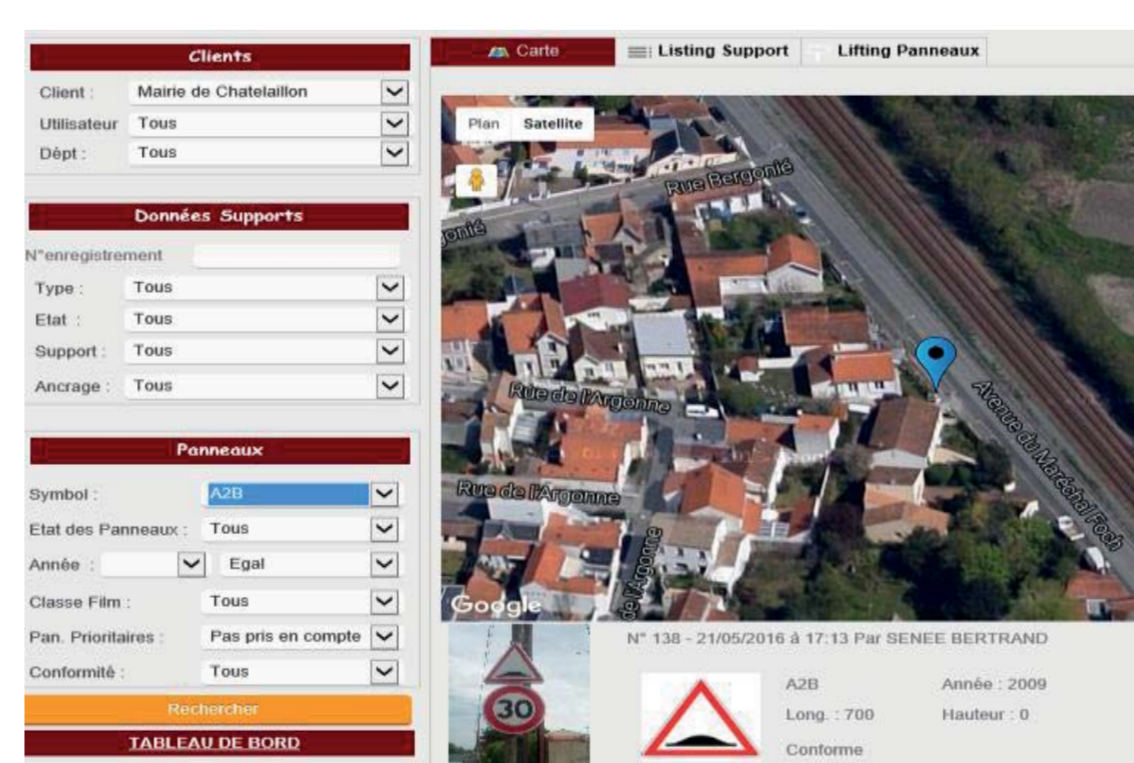 Clients
Client : Mairie de Chatelaillon
Utilisateur Tous
Dèpt : Tous
Données Supports
N°enregistrement
Type : Tous
Etat : Tous
Support : Tous
Ancrage : Tous
Panneaux
Symbol : A2B
Etat des Panneaux : Tous
Année : Egal
Classe Film : Tous
Pan. Prioritaires : Pas pris en compte
Conformité : Tous
Rechercher
TABLEAU DE BORD
Carte Listing Support Lifting Panneaux
Plan Satellite
Rue Bergonié
gonié
Rue de l'Argonne
Rue de l'Argonne
de l'Argonne
Avenue du Maréchal Foch
Google
30
N° 138 - 21/05/2016 à 17:13 Par SENEE BERTRAND
A2B Année : 2009
Long. : 700 Hauteur : 0
Conforme